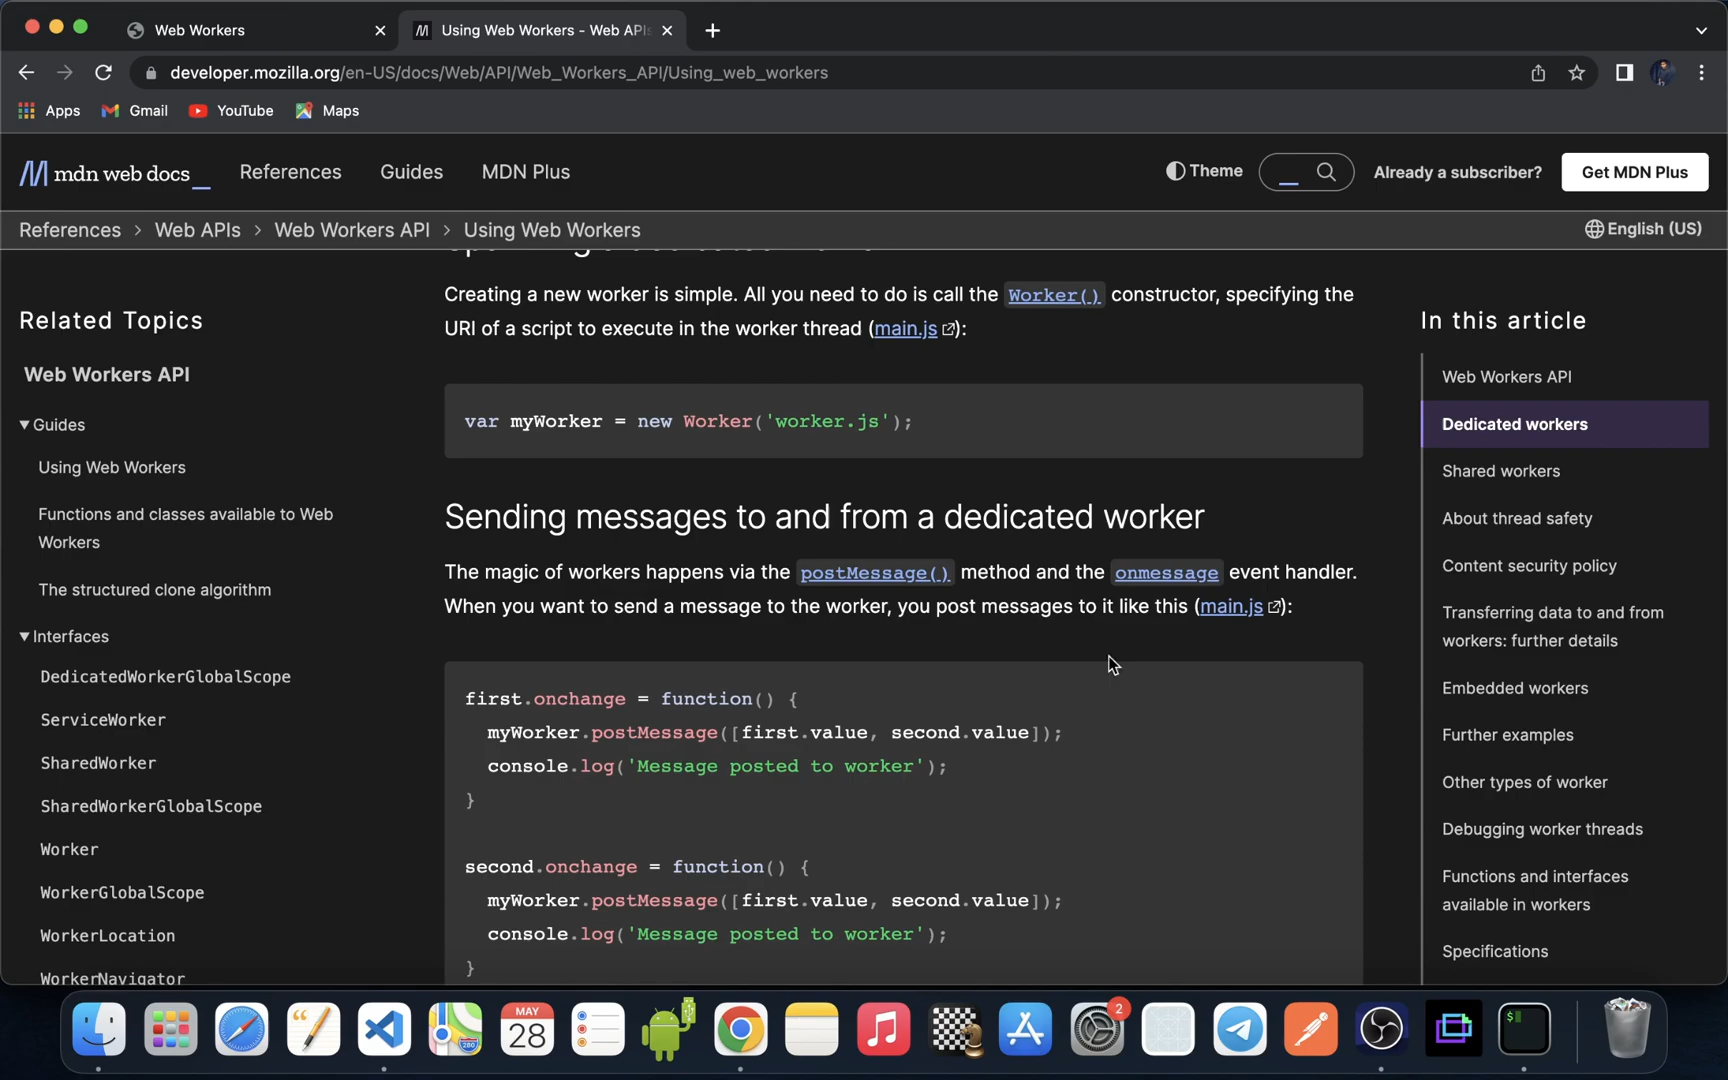 Web Workers
Using Web Workers - Web API
developer.mozilla.org/en-US/docs/Web/API/Web_Workers_API/Using_web_workers
Apps
Gmail
YouTube
Maps
mdn web docs
References
Guides
MDN Plus
Theme
Already a subscriber?
Get MDN Plus
References > Web APIs > Web Workers API > Using Web Workers
English (US)
Related Topics
Web Workers API
Guides
Using Web Workers
Functions and classes available to Web
Workers
The structured clone algorithm
Interfaces
DedicatedWorkerGlobalScope
ServiceWorker
SharedWorker
SharedWorkerGlobalScope
Worker
WorkerGlobalScope
WorkerLocation
WorkerNavigator
Creating a new worker is simple. All you need to do is call the Worker() constructor, specifying the
URI of a script to execute in the worker thread (main.js):
var myWorker = new Worker('worker.js');
Sending messages to and from a dedicated worker
The magic of workers happens via the postMessage() method and the onmessage event handler.
When you want to send a message to the worker, you post messages to it like this (main.js):
first.onchange = function() {
myWorker.postMessage([first.value, second.value]);
console.log('Message posted to worker');
}
second.onchange = function() {
myWorker.postMessage([first.value, second.value]);
console.log('Message posted to worker');
}
In this article
Web Workers API
Dedicated workers
Shared workers
About thread safety
Content security policy
Transferring data to and from
workers: further details
Embedded workers
Further examples
Other types of worker
Debugging worker threads
Functions and interfaces
available in workers
Specifications
MAY
28
280
2
$